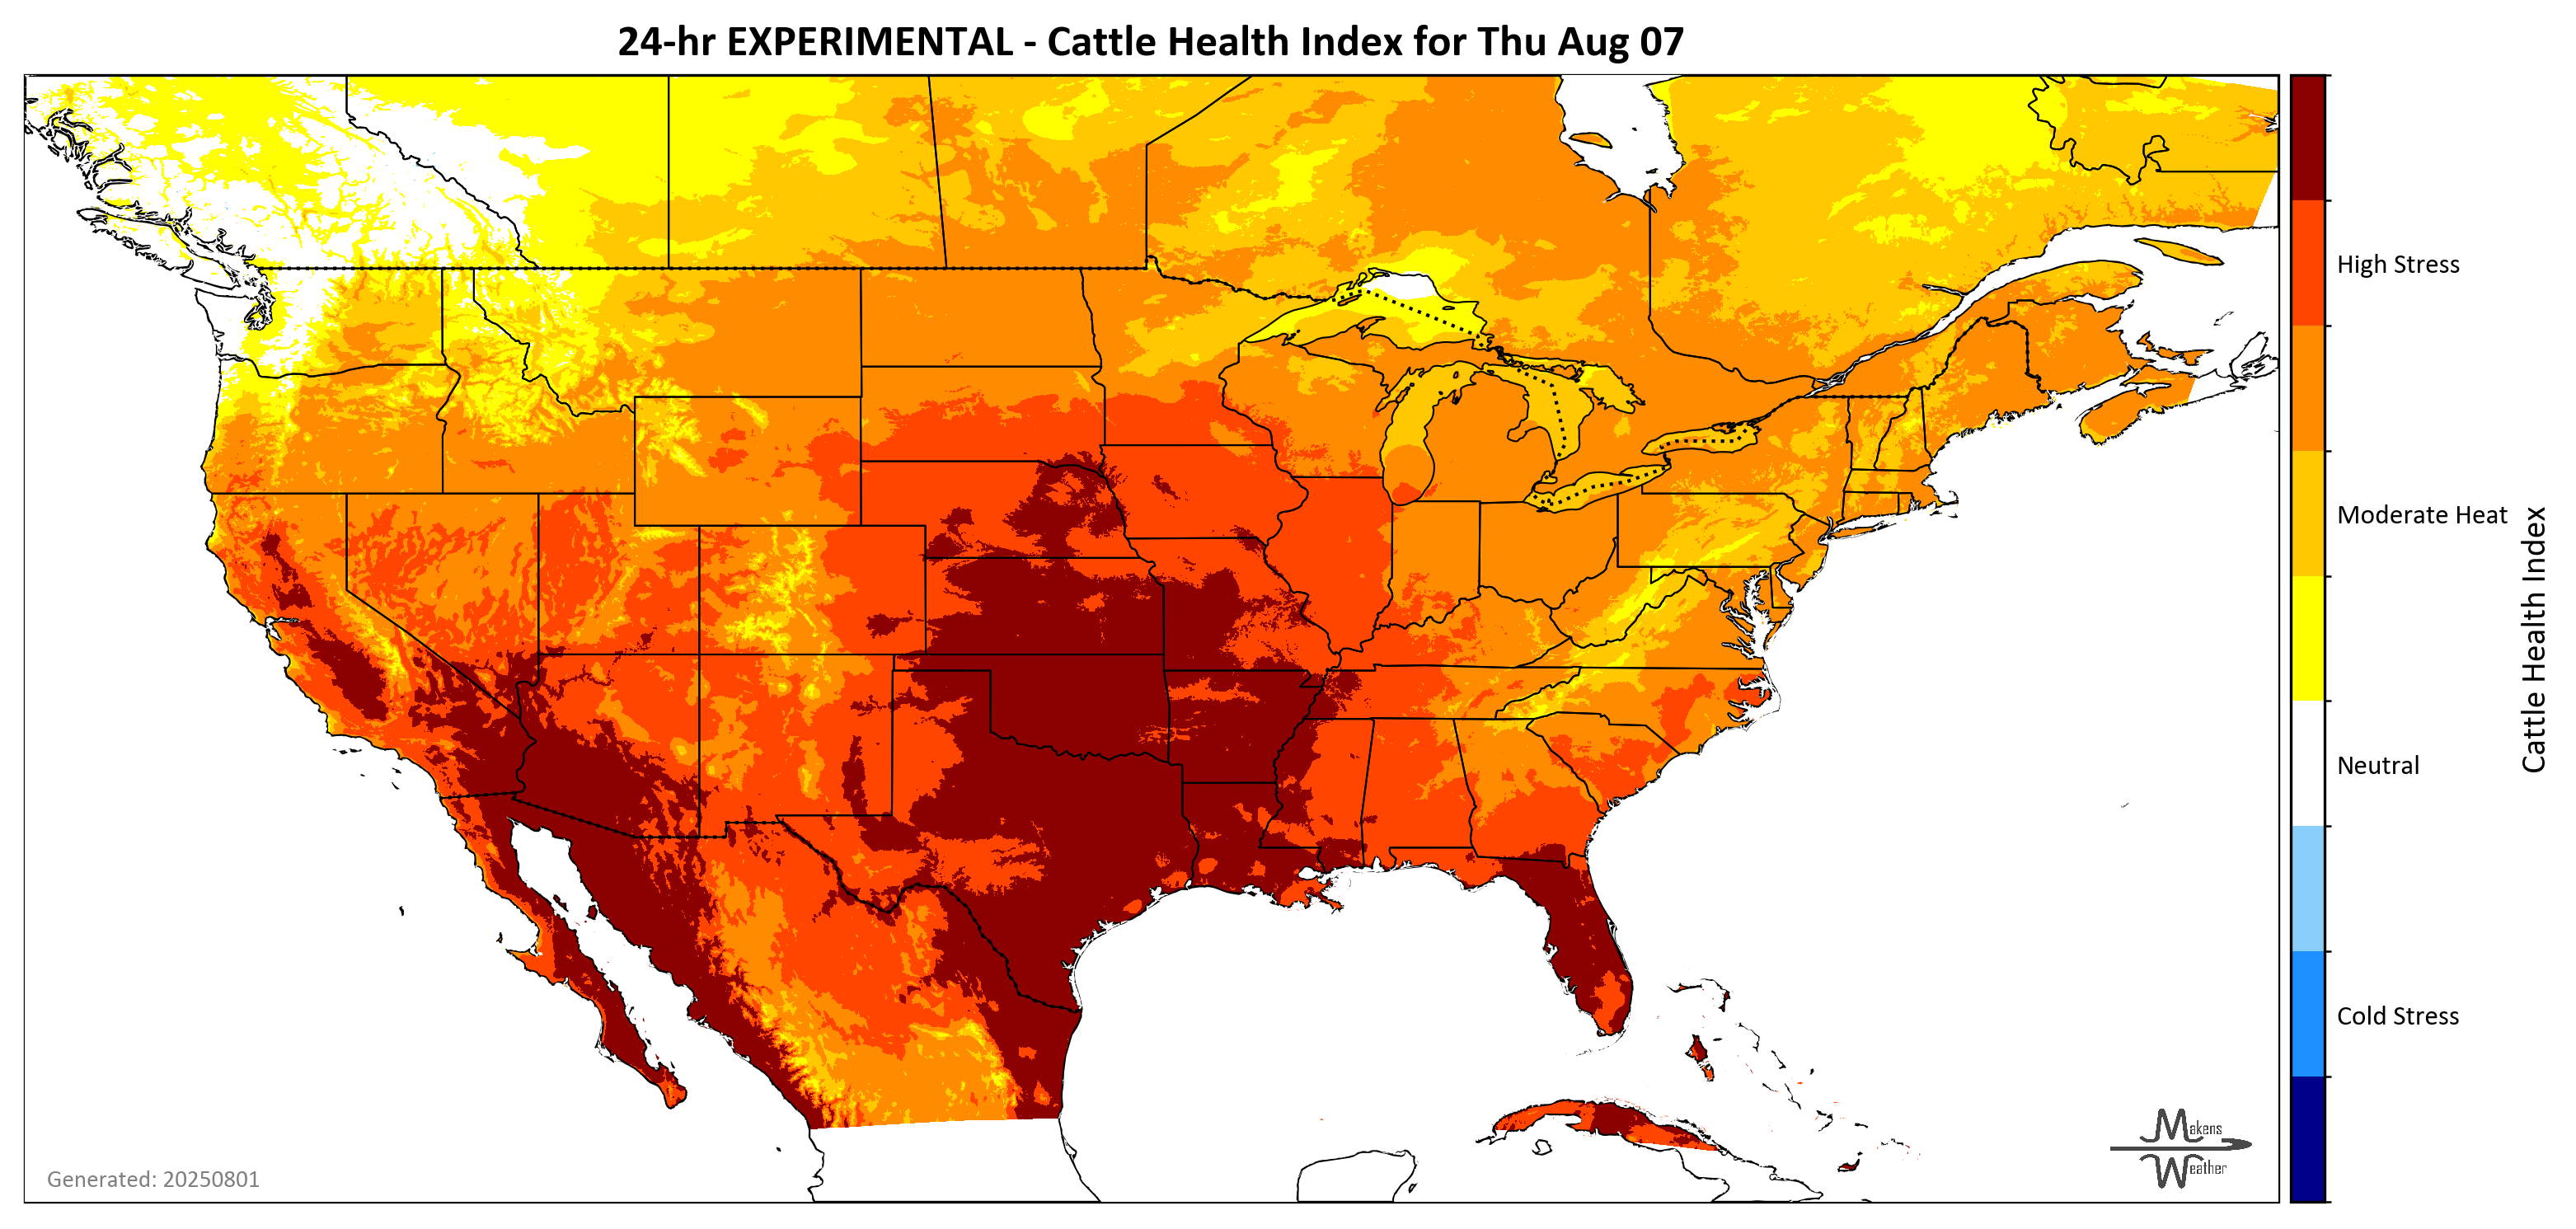 24-hr EXPERIMENTAL - Cattle Health Index for Thu Aug 07
High Stress
Moderate Heat
Neutral
Cold Stress
Cattle Health Index
Makens
Weather
Generated: 20250801